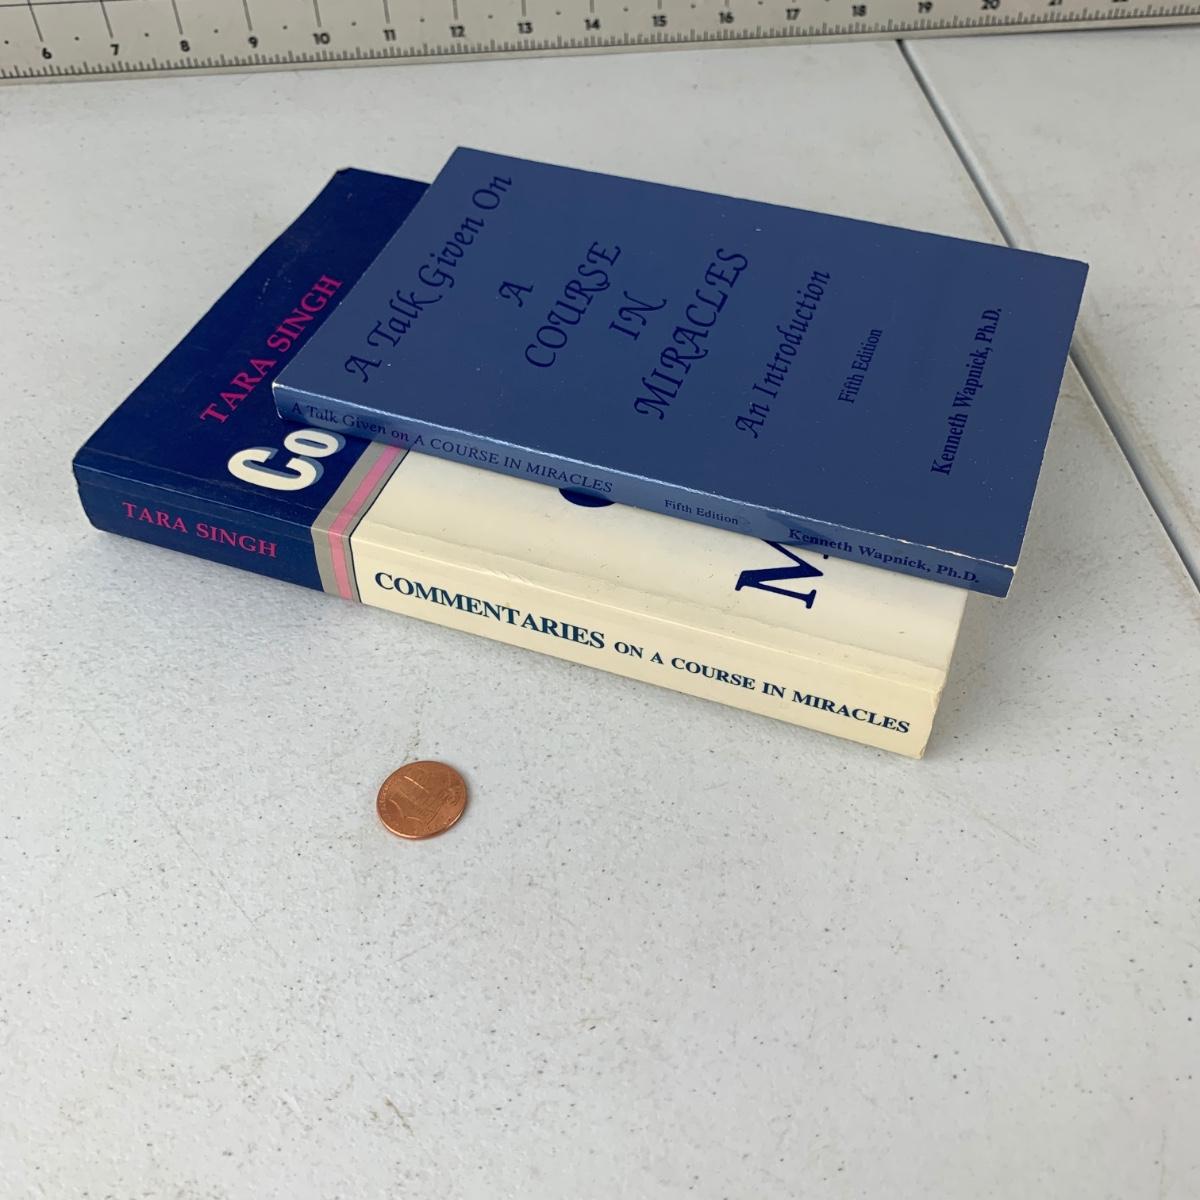 6 7 8 9 10 11 12 13 14 15 16 17 18 19 20 21 22
A Talk Given On
A
COURSE
IN
MIRACLES
An Introduction
Fifth Edition
Kenneth Wapnick, Ph.D.
A Talk Given on A COURSE IN MIRACLES Fifth Edition Kenneth Wapnick, Ph.D.
TARA SINGH
Co
M
TARA SINGH COMMENTARIES ON A COURSE IN MIRACLES